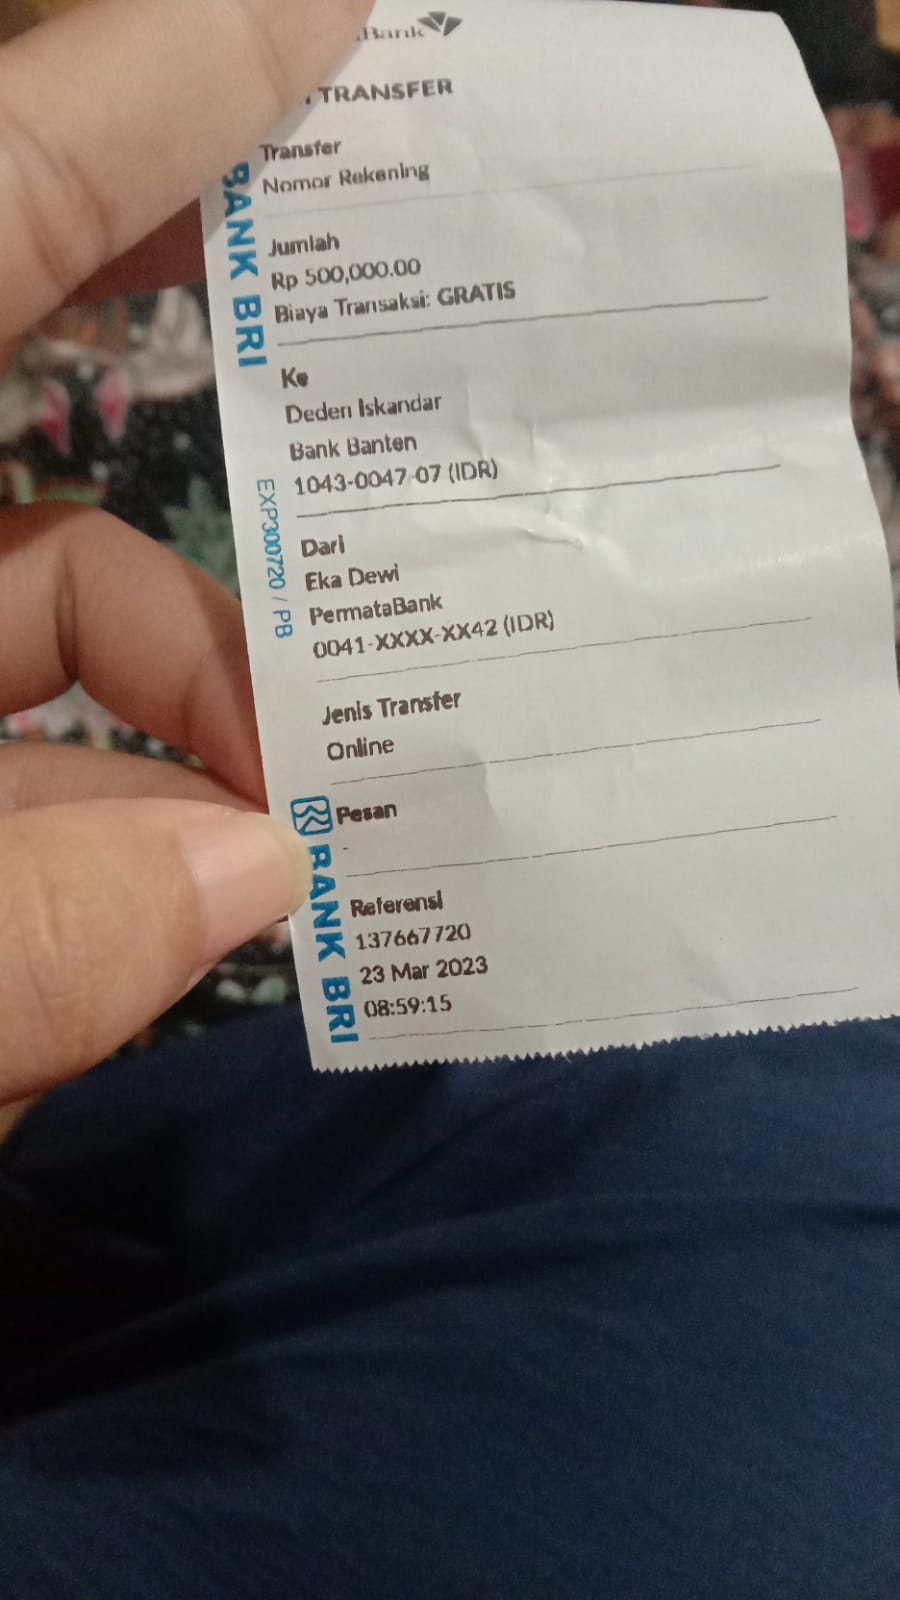 Bank
TRANSFER
Transfer
Nomor Rekening
Jumlah
Rp 500,000.00
Biaya Transaksi: GRATIS
Ke
Deden Iskandar
Bank Banten
1043-0047-07 (IDR)
Dari
Eka Dewi
PermataBank
0041-XXXX-XX42 (IDR)
Jenis Transfer
Online
Pesan
-
Referensi
137667720
23 Mar 2023
08:59:15
BANK BRI
EXP300720 / PB
BANK BRI